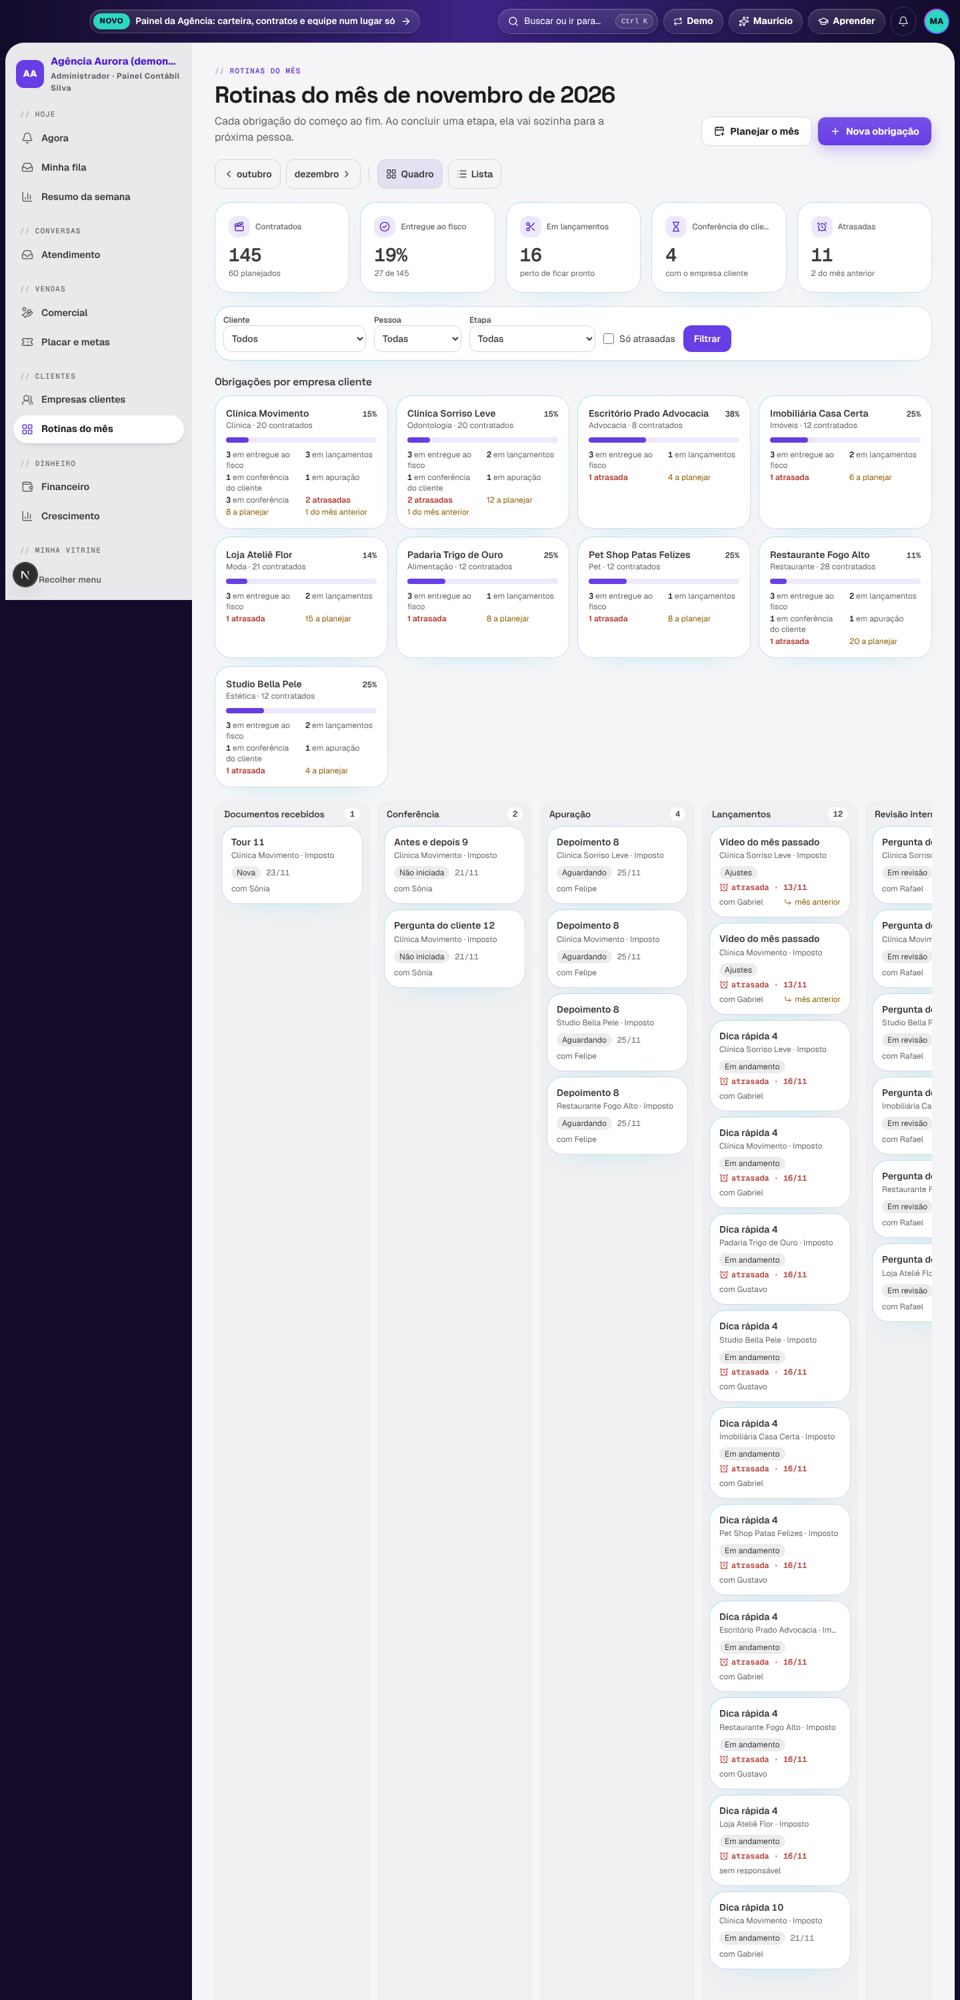 NOVO Painel da Agência: carteira, contratos e equipe num lugar só
Buscar ou ir para... Ctrl K
Demo
Maurício
Aprender
MA
AA
Agência Aurora (demon...
Administrador · Painel Contábil
Silva
// HOJE
Agora
Minha fila
Resumo da semana
// CONVERSAS
Atendimento
// VENDAS
Comercial
Placar e metas
// CLIENTES
Empresas clientes
Rotinas do mês
// DINHEIRO
Financeiro
Crescimento
// MINHA VITRINE
N
Recolher menu
// ROTINAS DO MÊS
Rotinas do mês de novembro de 2026
Cada obrigação do começo ao fim. Ao concluir uma etapa, ela vai sozinha para a
próxima pessoa.
Planejar o mês
+ Nova obrigação
outubro
dezembro
Quadro
Lista
Contratados
145
60 planejados
Entregue ao fisco
19%
27 de 145
Em lançamentos
16
perto de ficar pronto
Conferência do clie...
4
com o empresa cliente
Atrasadas
11
2 do mês anterior
Cliente
Todos
Pessoa
Todas
Etapa
Todas
Só atrasadas
Filtrar
Obrigações por empresa cliente
Clínica Movimento 15%
Clínica · 20 contratados
3 em entregue ao fisco
3 em lançamentos
1 em conferência do cliente
1 em apuração
3 em conferência
2 atrasadas
8 a planejar
1 do mês anterior
Clínica Sorriso Leve 15%
Odontologia · 20 contratados
3 em entregue ao fisco
2 em lançamentos
1 em conferência do cliente
1 em apuração
2 atrasadas
12 a planejar
1 do mês anterior
Escritório Prado Advocacia 38%
Advocacia · 8 contratados
3 em entregue ao fisco
1 em lançamentos
1 atrasada
4 a planejar
Imobiliária Casa Certa 25%
Imóveis · 12 contratados
3 em entregue ao fisco
2 em lançamentos
1 atrasada
6 a planejar
Loja Ateliê Flor 14%
Moda · 21 contratados
3 em entregue ao fisco
2 em lançamentos
1 atrasada
15 a planejar
Padaria Trigo de Ouro 25%
Alimentação · 12 contratados
3 em entregue ao fisco
1 em lançamentos
1 atrasada
8 a planejar
Pet Shop Patas Felizes 25%
Pet · 12 contratados
3 em entregue ao fisco
1 em lançamentos
1 atrasada
8 a planejar
Restaurante Fogo Alto 11%
Restaurante · 28 contratados
3 em entregue ao fisco
2 em lançamentos
1 em conferência do cliente
1 em apuração
1 atrasada
20 a planejar
Studio Bella Pele 25%
Estética · 12 contratados
3 em entregue ao fisco
2 em lançamentos
1 em conferência do cliente
1 em apuração
1 atrasada
4 a planejar
Documentos recebidos 1
Tour 11
Clínica Movimento · Imposto
Nova 23/11
com Sônia
Conferência 2
Antes e depois 9
Clínica Movimento · Imposto
Não iniciada 21/11
com Sônia
Pergunta do cliente 12
Clínica Movimento · Imposto
Não iniciada 21/11
com Sônia
Apuração 4
Depoimento 8
Clínica Sorriso Leve · Imposto
Aguardando 25/11
com Felipe
Depoimento 8
Clínica Movimento · Imposto
Aguardando 25/11
com Felipe
Depoimento 8
Studio Bella Pele · Imposto
Aguardando 25/11
com Felipe
Depoimento 8
Restaurante Fogo Alto · Imposto
Aguardando 25/11
com Felipe
Lançamentos 12
Vídeo do mês passado
Clínica Sorriso Leve · Imposto
Ajustes
atrasada · 13/11
com Gabriel mês anterior
Vídeo do mês passado
Clínica Movimento · Imposto
Ajustes
atrasada · 13/11
com Gabriel mês anterior
Dica rápida 4
Clínica Sorriso Leve · Imposto
Em andamento
atrasada · 16/11
com Gabriel
Dica rápida 4
Clínica Movimento · Imposto
Em andamento
atrasada · 16/11
com Gabriel
Dica rápida 4
Padaria Trigo de Ouro · Imposto
Em andamento
atrasada · 16/11
com Gustavo
Dica rápida 4
Studio Bella Pele · Imposto
Em andamento
atrasada · 16/11
com Gustavo
Dica rápida 4
Imobiliária Casa Certa · Imposto
Em andamento
atrasada · 16/11
com Gabriel
Dica rápida 4
Pet Shop Patas Felizes · Imposto
Em andamento
atrasada · 16/11
com Gustavo
Dica rápida 4
Escritório Prado Advocacia · Im...
Em andamento
atrasada · 16/11
com Gabriel
Dica rápida 4
Restaurante Fogo Alto · Imposto
Em andamento
atrasada · 16/11
com Gustavo
Dica rápida 4
Loja Ateliê Flor · Imposto
Em andamento
atrasada · 16/11
sem responsável
Dica rápida 10
Clínica Movimento · Imposto
Em andamento 21/11
com Gabriel
Revisão intern
Pergunta d
Clínica Sorris
Em revisão
com Rafael
Pergunta d
Clínica Movim
Em revisão
com Rafael
Pergunta d
Studio Bella P
Em revisão
com Rafael
Pergunta d
Imobiliária Ca
Em revisão
com Rafael
Pergunta d
Restaurante F
Em revisão
com Rafael
Pergunta d
Loja Ateliê Flo
Em revisão
com Rafael